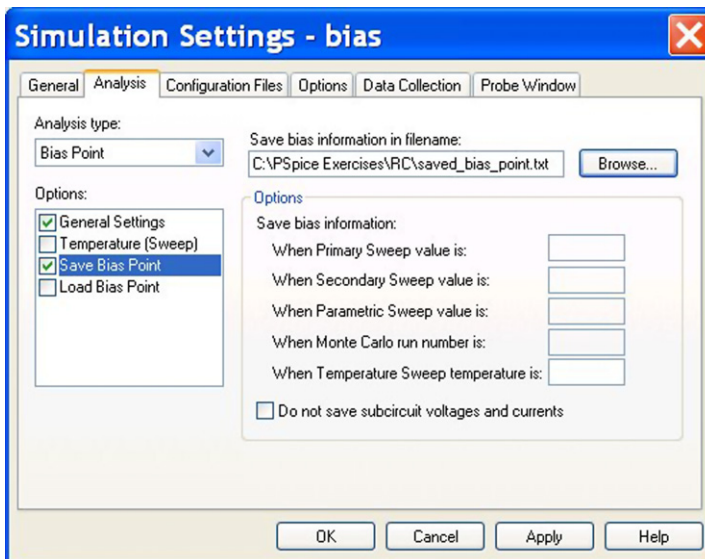 Simulation Settings - bias
General
Analysis
Configuration Files
Options
Data Collection
Probe Window
Analysis type:
Bias Point
Options:
General Settings
Temperature (Sweep)
Save Bias Point
Load Bias Point
Save bias information in filename:
C:\PSpice Exercises\RC\saved_bias_point.txt
Browse...
Options
Save bias information:
When Primary Sweep value is:
When Secondary Sweep value is:
When Parametric Sweep value is:
When Monte Carlo run number is:
When Temperature Sweep temperature is:
Do not save subcircuit voltages and currents
OK
Cancel
Apply
Help